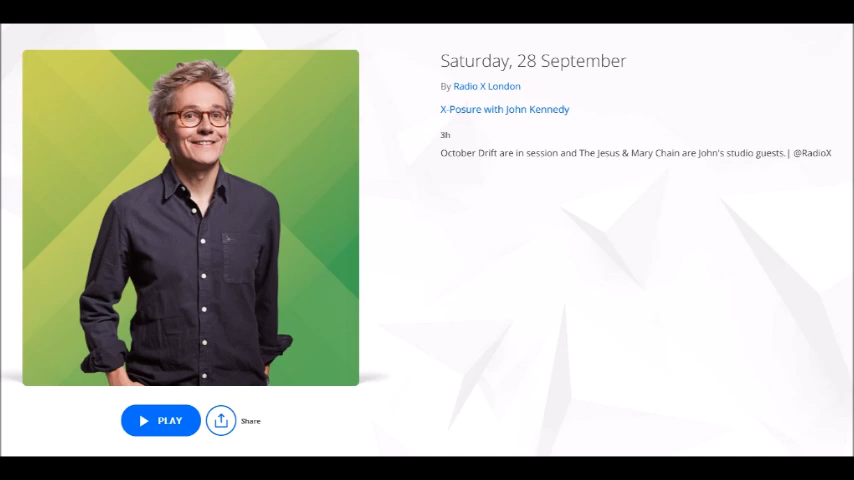 Saturday, 28 September
By Radio X London
X-Posure with John Kennedy
3h
October Drift are in session and The Jesus & Mary Chain are John's studio guests.| @RadioX
PLAY
Share